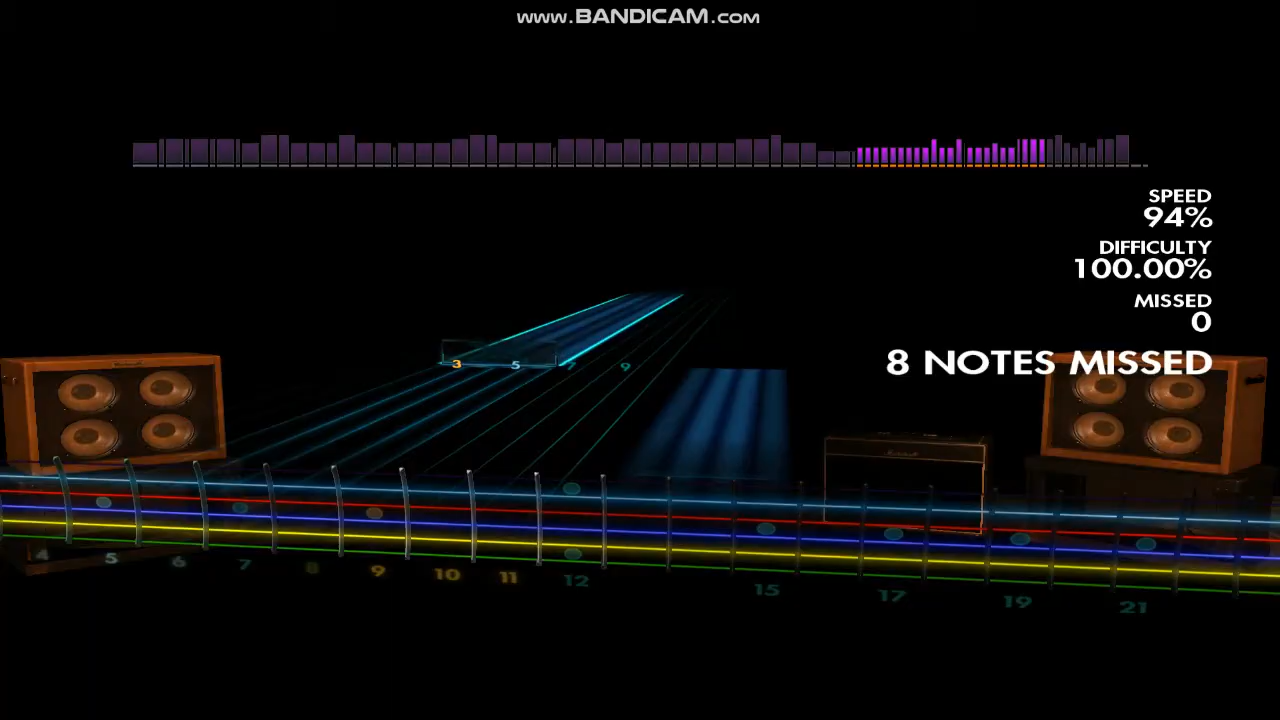 www.BANDICAM.com
SPEED
94%
DIFFICULTY
100.00%
MISSED
0
8 NOTES MISSED
3 5 7 9
4 5 6 7 8 9 10 11 12 15 17 19 21